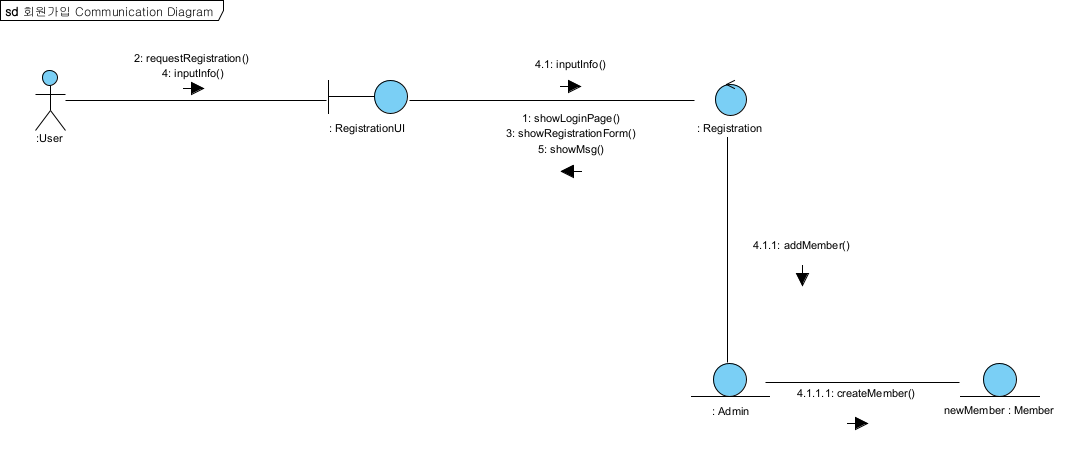 sd 회원가입 Communication Diagram
2: requestRegistration()
4: inputInfo()
4.1: inputInfo()
1: showLoginPage()
3: showRegistrationForm()
5: showMsg()
:User
: RegistrationUI
: Registration
4.1.1: addMember()
4.1.1.1: createMember()
: Admin
newMember : Member